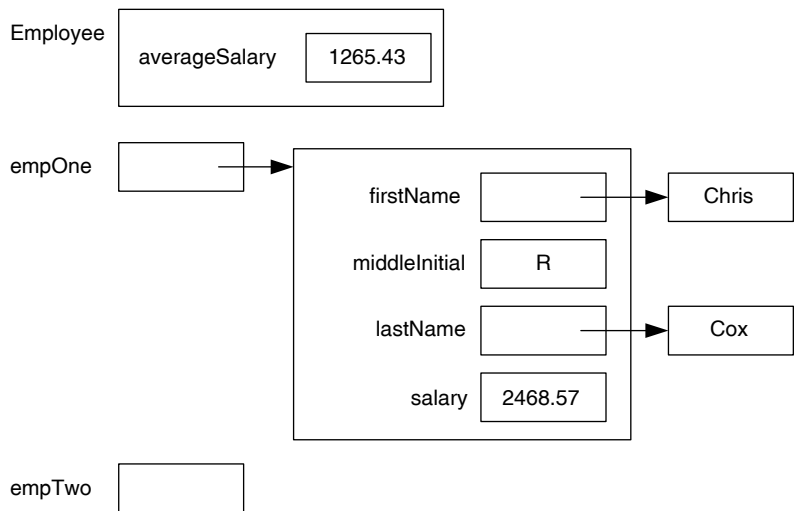 Employee
averageSalary 1265.43
empOne
firstName Chris
middleInitial R
lastName Cox
salary 2468.57
empTwo